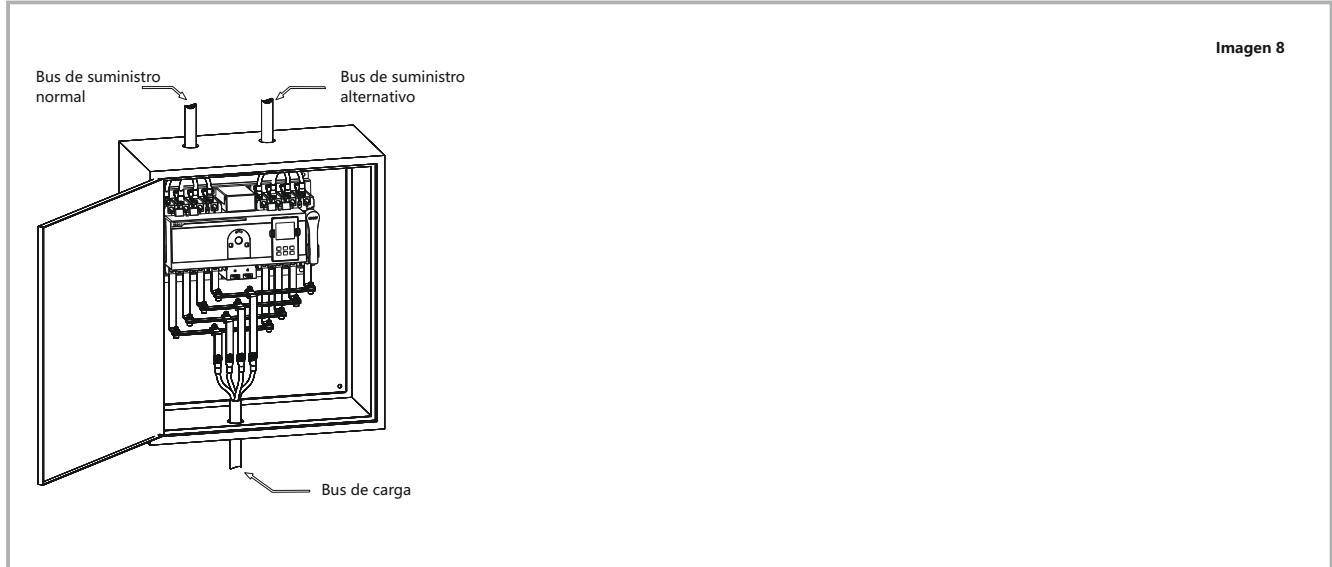 Imagen 8
Bus de suministro
normal
Bus de suministro
alternativo
Bus de carga